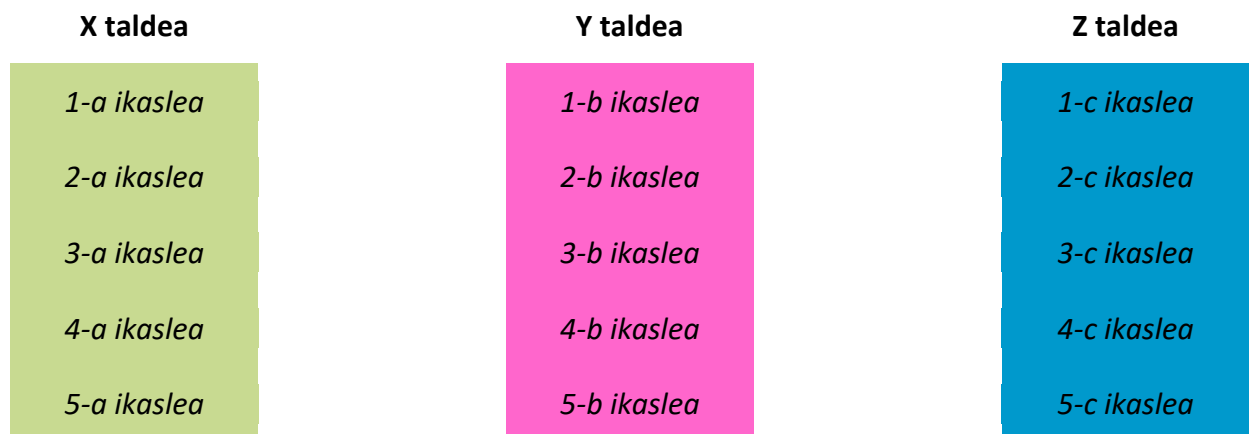 X taldea
Y taldea
Z taldea
1-a ikaslea
1-b ikaslea
1-c ikaslea
2-a ikaslea
2-b ikaslea
2-c ikaslea
3-a ikaslea
3-b ikaslea
3-c ikaslea
4-a ikaslea
4-b ikaslea
4-c ikaslea
5-a ikaslea
5-b ikaslea
5-c ikaslea